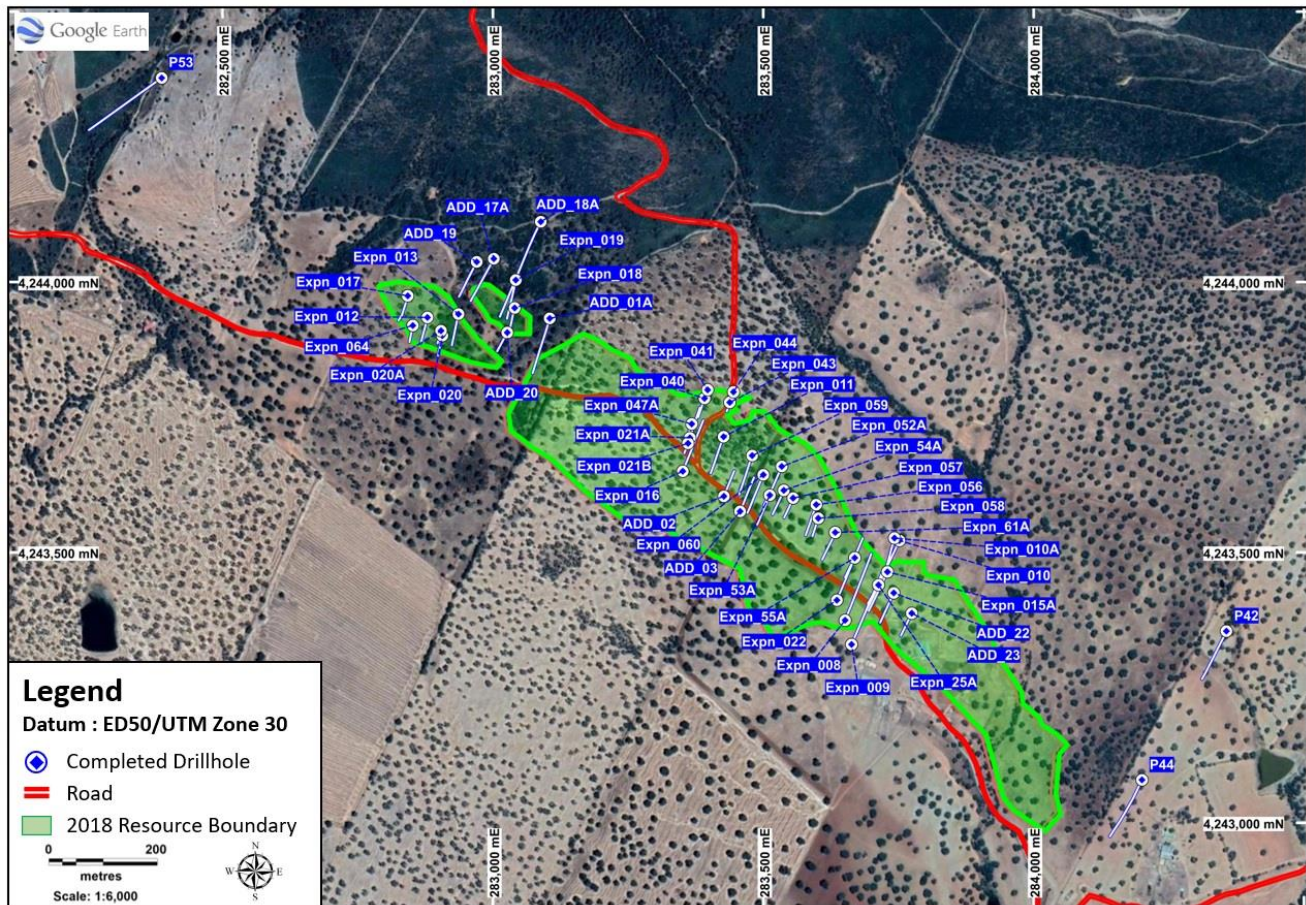 Google Earth
282,500 mE
283,000 mE
283,500 mE
284,000 mE
P53
ADD_17A
ADD_18A
ADD_19
Expn_019
Expn_013
Expn_018
Expn_017
4,244,000 mN
4,244,000 mN
ADD_01A
Expn_012
Expn_064
Expn_020A
Expn_020
ADD_20
Expn_041
Expn_044
Expn_040
Expn_043
Expn_011
Expn_047A
Expn_059
Expn_021A
Expn_052A
Expn_021B
Expn_54A
Expn_016
Expn_057
Expn_056
ADD_02
Expn_058
Expn_060
Expn_61A
ADD_03
Expn_010A
4,243,500 mN
4,243,500 mN
Expn_010
Expn_53A
Expn_015A
Expn_55A
ADD_22
Expn_022
ADD_23
Expn_008
Expn_25A
Expn_009
P42
P44
4,243,000 mN
283,000 mE
283,500 mE
284,000 mE
Legend
Datum : ED50/UTM Zone 30
Completed Drillhole
Road
2018 Resource Boundary
0 200
metres
Scale: 1:6,000
N
W E
S